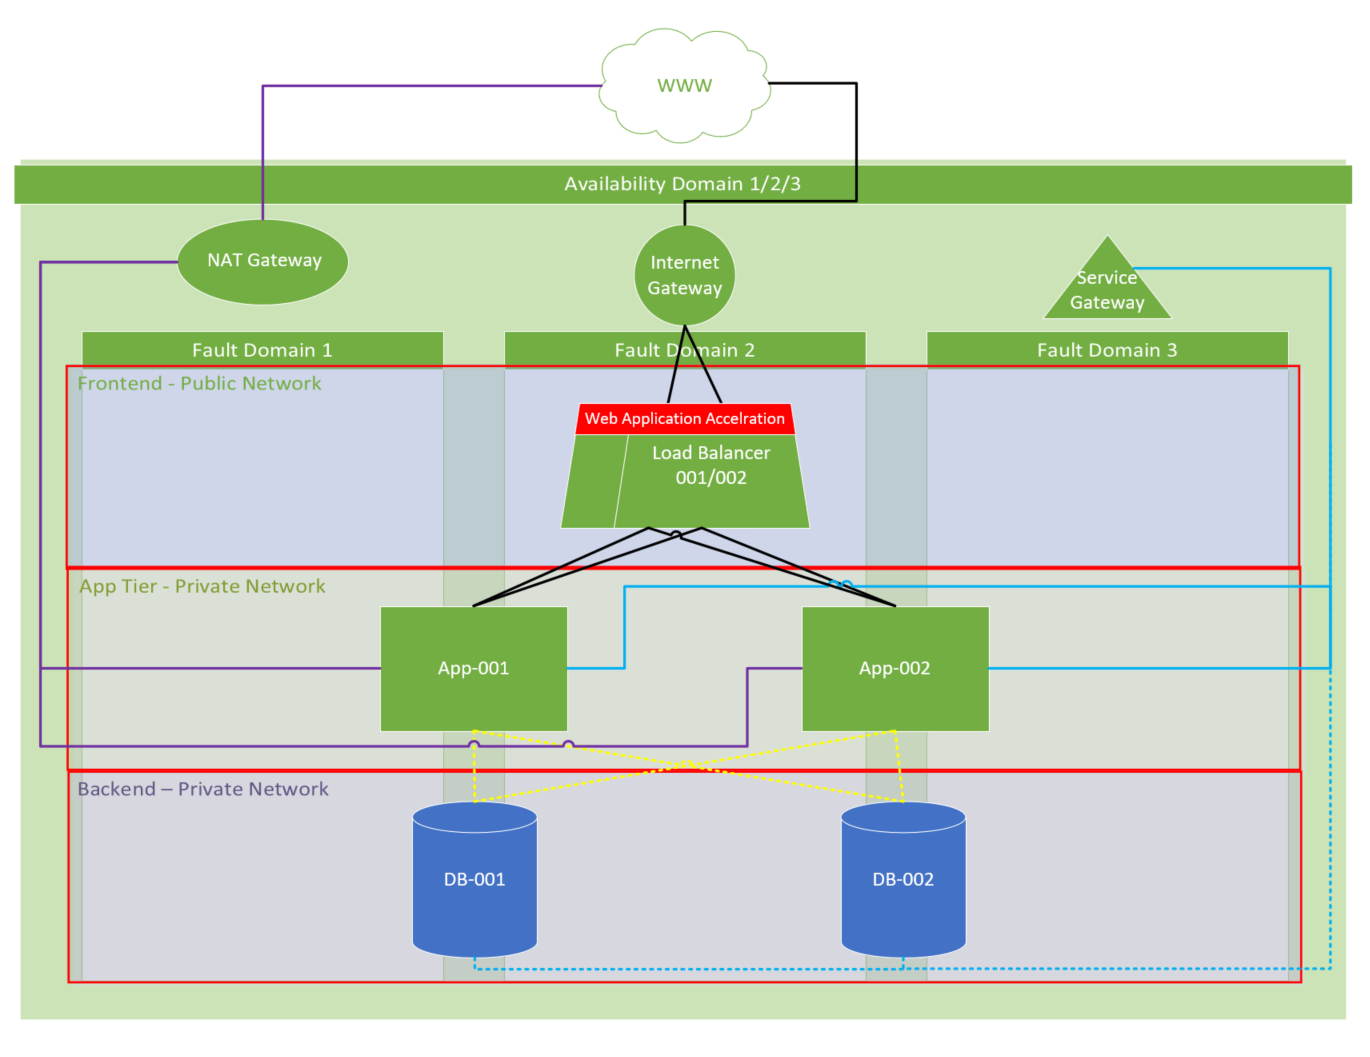 WWW
Availability Domain 1/2/3
NAT Gateway
Internet
Gateway
Service
Gateway
Fault Domain 1
Fault Domain 2
Fault Domain 3
Frontend - Public Network
Web Application Accelration
Load Balancer
001/002
App Tier - Private Network
App-001
App-002
Backend – Private Network
DB-001
DB-002